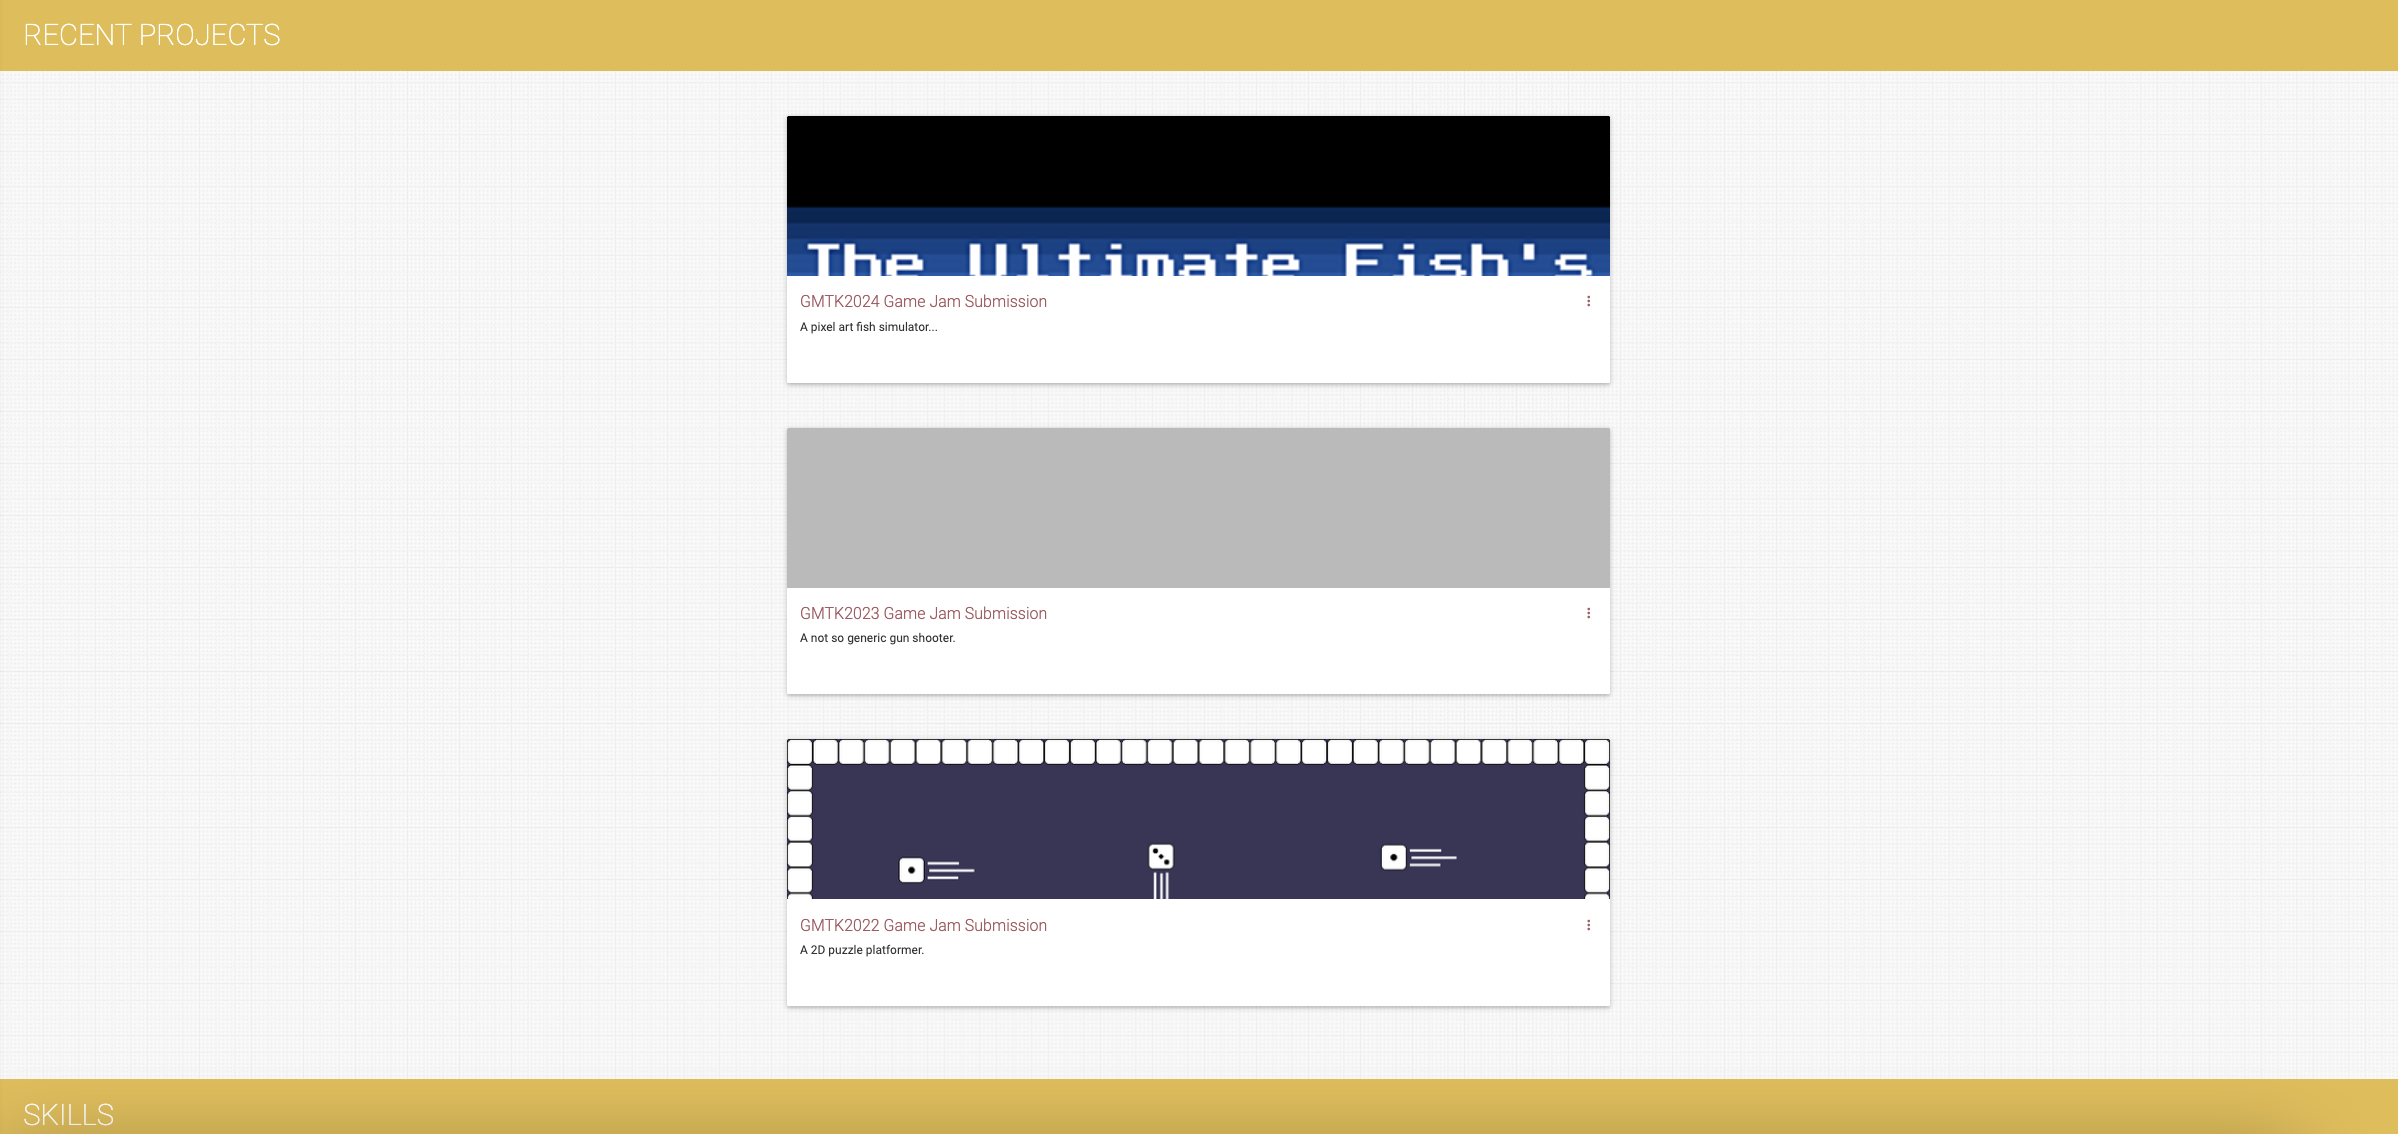 RECENT PROJECTS
The Ultimate Fish's
GMTK2024 Game Jam Submission
A pixel art fish simulator...
GMTK2023 Game Jam Submission
A not so generic gun shooter.
GMTK2022 Game Jam Submission
A 2D puzzle platformer.
SKILLS